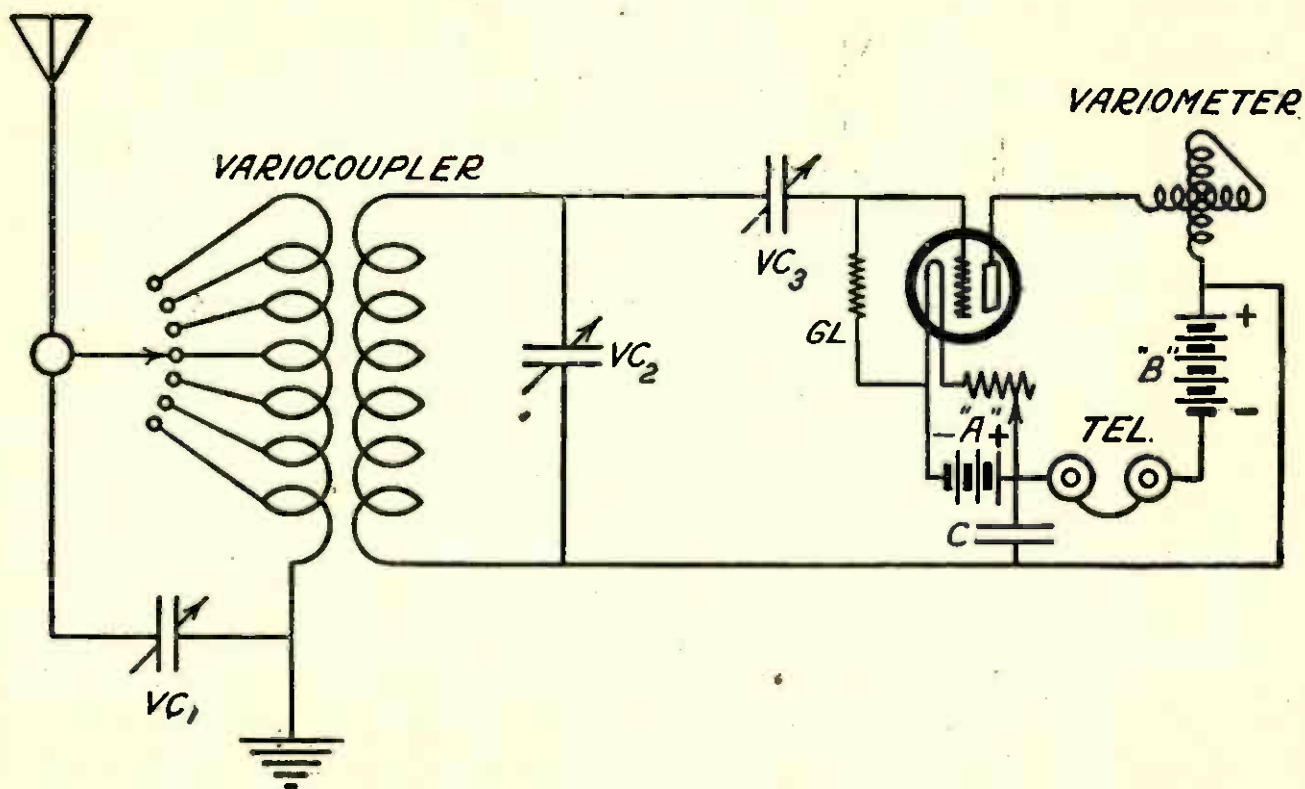 VARIOMETER
VARIOCOUPLER
VC3
GL
VC2
"B"
+
-
- "A" +
TEL.
C
VC1